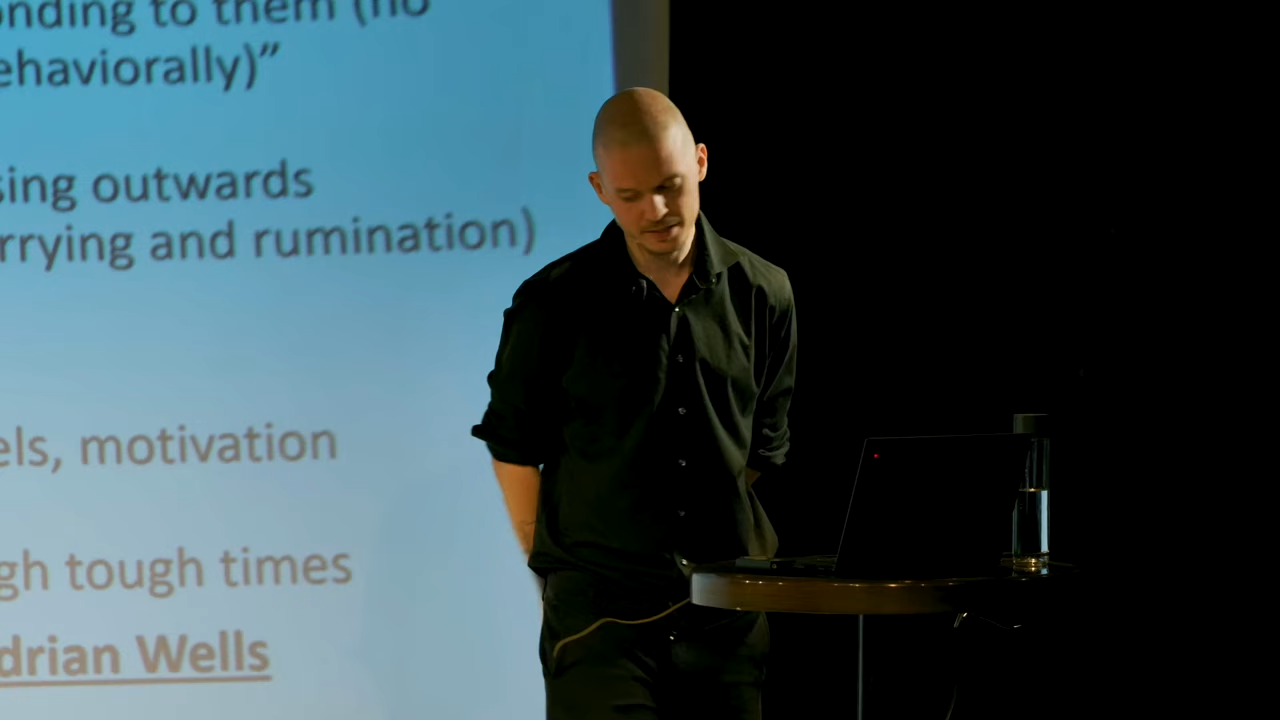 onding to them (no
ehaviorally)”
sing outwards
rrying and rumination)
els, motivation
gh tough times
drian Wells